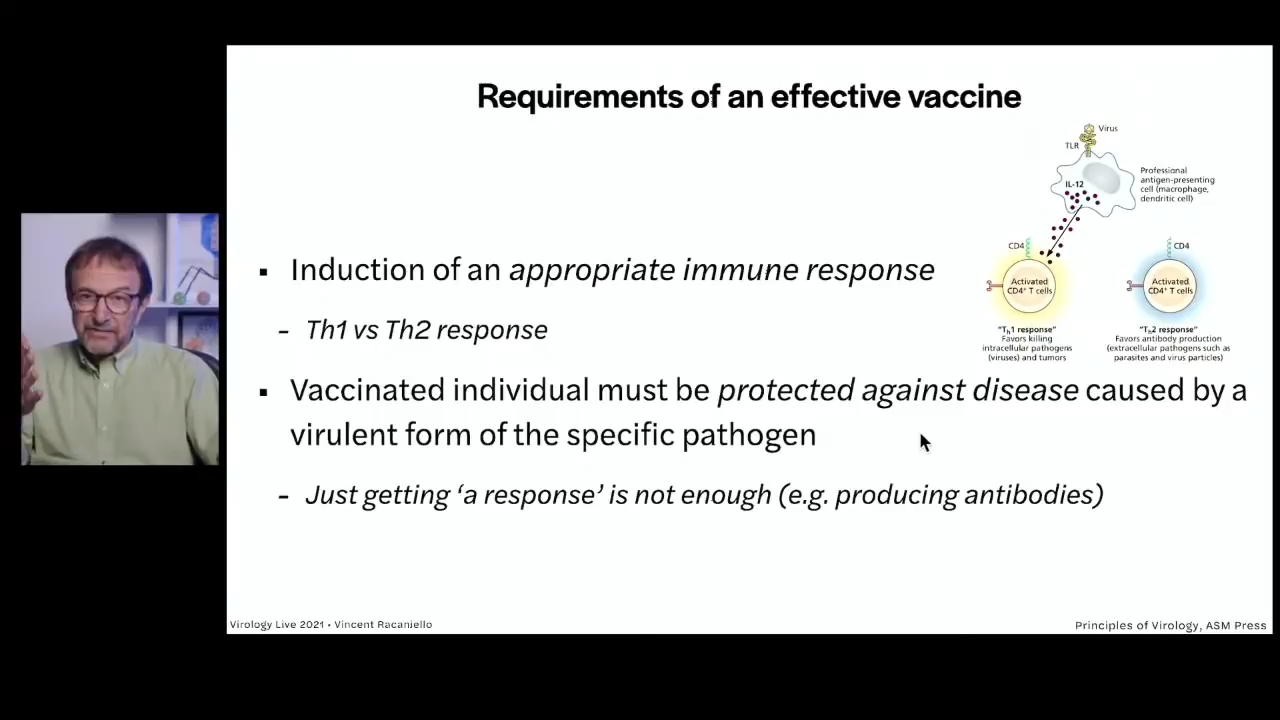 Requirements of an effective vaccine
Virus
TLR
IL-12
Professional
antigen-presenting
cell (macrophage,
dendritic cell)
CD4
CD4
Activated
CD4⁺ T cells
Activated
CD4⁺ T cells
"Tₕ1 response"
Favors killing
intracellular pathogens
(viruses) and tumors
"Tₕ2 response"
Favors antibody production
(extracellular pathogens such as
parasites and virus particles)
▪ Induction of an appropriate immune response
- Th1 vs Th2 response
▪ Vaccinated individual must be protected against disease caused by a
virulent form of the specific pathogen
- Just getting ‘a response’ is not enough (e.g. producing antibodies)
Virology Live 2021 • Vincent Racaniello
Principles of Virology, ASM Press